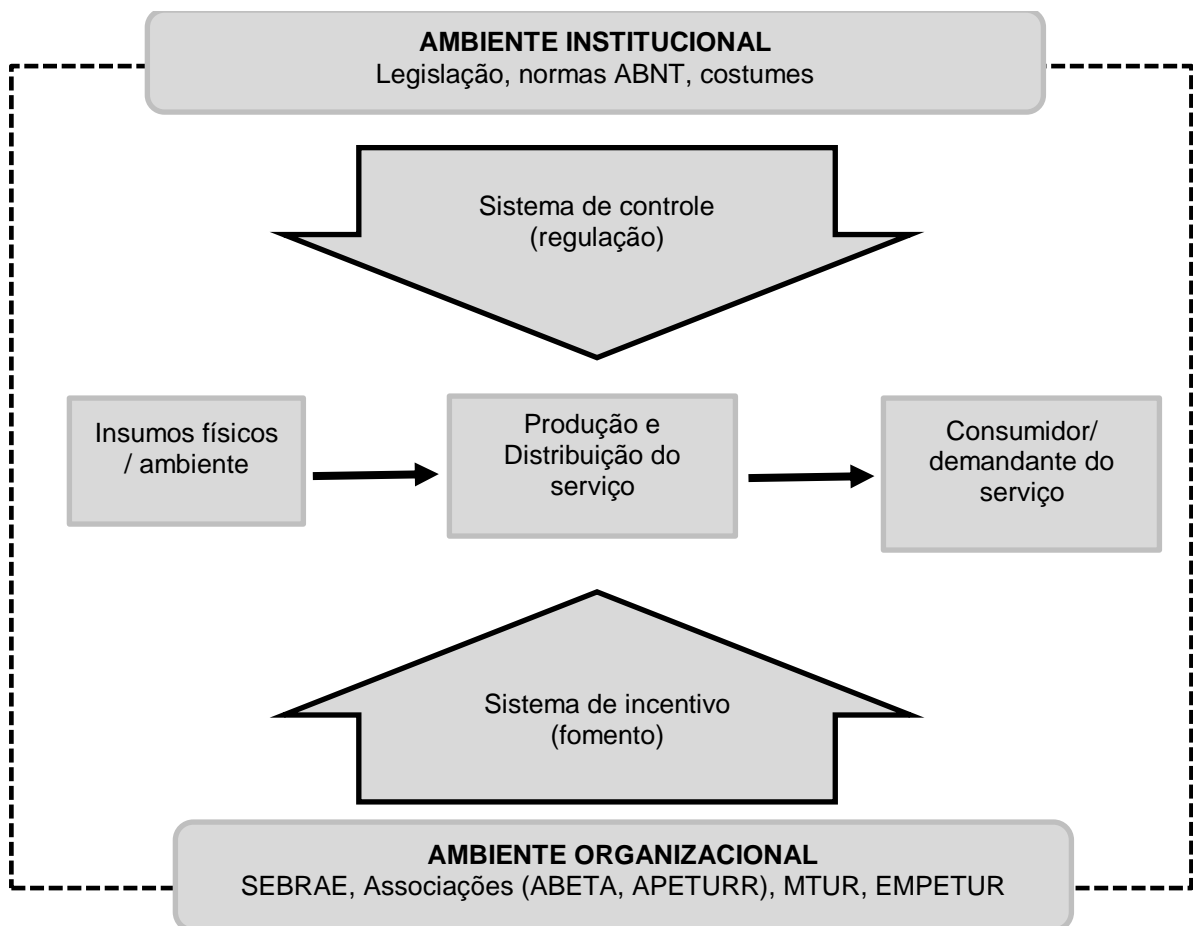 AMBIENTE INSTITUCIONAL
Legislação, normas ABNT, costumes
Sistema de controle
(regulação)
Insumos físicos
/ ambiente
Produção e
Distribuição do
serviço
Consumidor/
demandante do
serviço
Sistema de incentivo
(fomento)
AMBIENTE ORGANIZACIONAL
SEBRAE, Associações (ABETA, APETURR), MTUR, EMPETUR